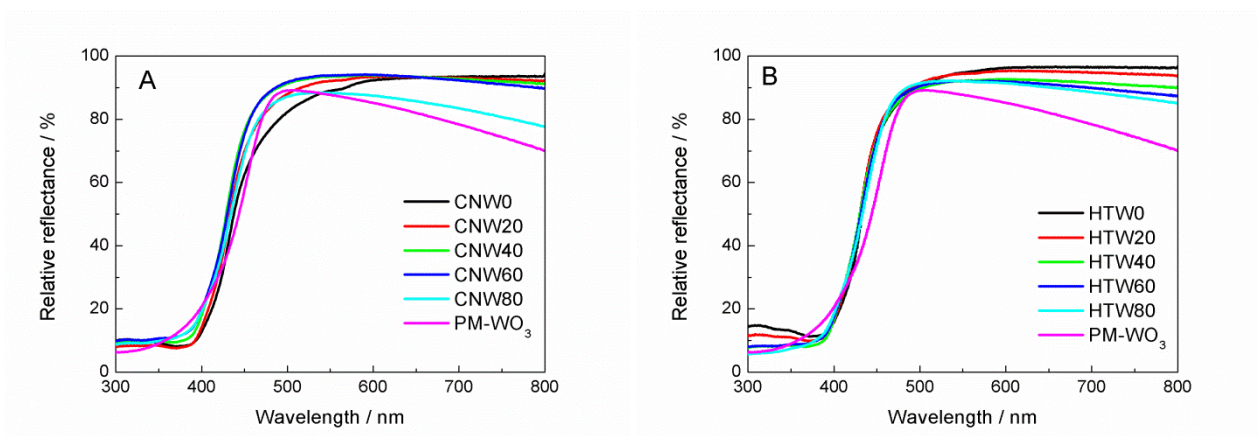 A
100
80
60
40
20
0
Relative reflectance / %
CNW0
CNW20
CNW40
CNW60
CNW80
PM-WO₃
300 400 500 600 700 800
Wavelength / nm
B
100
80
60
40
20
0
Relative reflectance / %
HTW0
HTW20
HTW40
HTW60
HTW80
PM-WO₃
300 400 500 600 700 800
Wavelength / nm